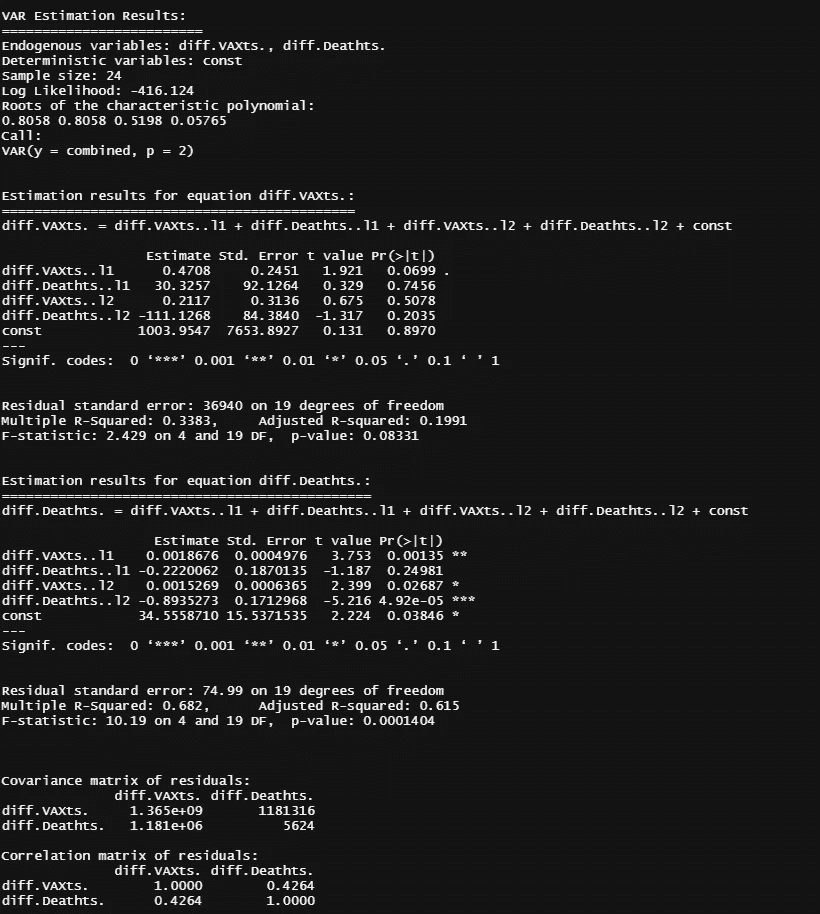 VAR Estimation Results:
=========================
Endogenous variables: diff.VAXts., diff.Deathts.
Deterministic variables: const
Sample size: 24
Log Likelihood: -416.124
Roots of the characteristic polynomial:
0.8058 0.8058 0.5198 0.05765
Call:
VAR(y = combined, p = 2)
Estimation results for equation diff.VAXts.:
============================================
diff.VAXts. = diff.VAXts..l1 + diff.Deathts..l1 + diff.VAXts..l2 + diff.Deathts..l2 + const
Estimate Std. Error t value Pr(>|t|)
diff.VAXts..l1 0.4708 0.2451 1.921 0.0699 .
diff.Deathts..l1 30.3257 92.1264 0.329 0.7456
diff.VAXts..l2 0.2117 0.3136 0.675 0.5078
diff.Deathts..l2 -111.1268 84.3840 -1.317 0.2035
const 1003.9547 7653.8927 0.131 0.8970
---
Signif. codes: 0 ‘***’ 0.001 ‘**’ 0.01 ‘*’ 0.05 ‘.’ 0.1 ‘ ’ 1
Residual standard error: 36940 on 19 degrees of freedom
Multiple R-Squared: 0.3383, Adjusted R-squared: 0.1991
F-statistic: 2.429 on 4 and 19 DF, p-value: 0.08331
Estimation results for equation diff.Deathts.:
==============================================
diff.Deathts. = diff.VAXts..l1 + diff.Deathts..l1 + diff.VAXts..l2 + diff.Deathts..l2 + const
Estimate Std. Error t value Pr(>|t|)
diff.VAXts..l1 0.0018676 0.0004976 3.753 0.00135 **
diff.Deathts..l1 -0.2220062 0.1870135 -1.187 0.24981
diff.VAXts..l2 0.0015269 0.0006365 2.399 0.02687 *
diff.Deathts..l2 -0.8935273 0.1712968 -5.216 4.92e-05 ***
const 34.5558710 15.5371535 2.224 0.03846 *
---
Signif. codes: 0 ‘***’ 0.001 ‘**’ 0.01 ‘*’ 0.05 ‘.’ 0.1 ‘ ’ 1
Residual standard error: 74.99 on 19 degrees of freedom
Multiple R-Squared: 0.682, Adjusted R-squared: 0.615
F-statistic: 10.19 on 4 and 19 DF, p-value: 0.0001404
Covariance matrix of residuals:
diff.VAXts. diff.Deathts.
diff.VAXts. 1.365e+09 1181316
diff.Deathts. 1.181e+06 5624
Correlation matrix of residuals:
diff.VAXts. diff.Deathts.
diff.VAXts. 1.0000 0.4264
diff.Deathts. 0.4264 1.0000